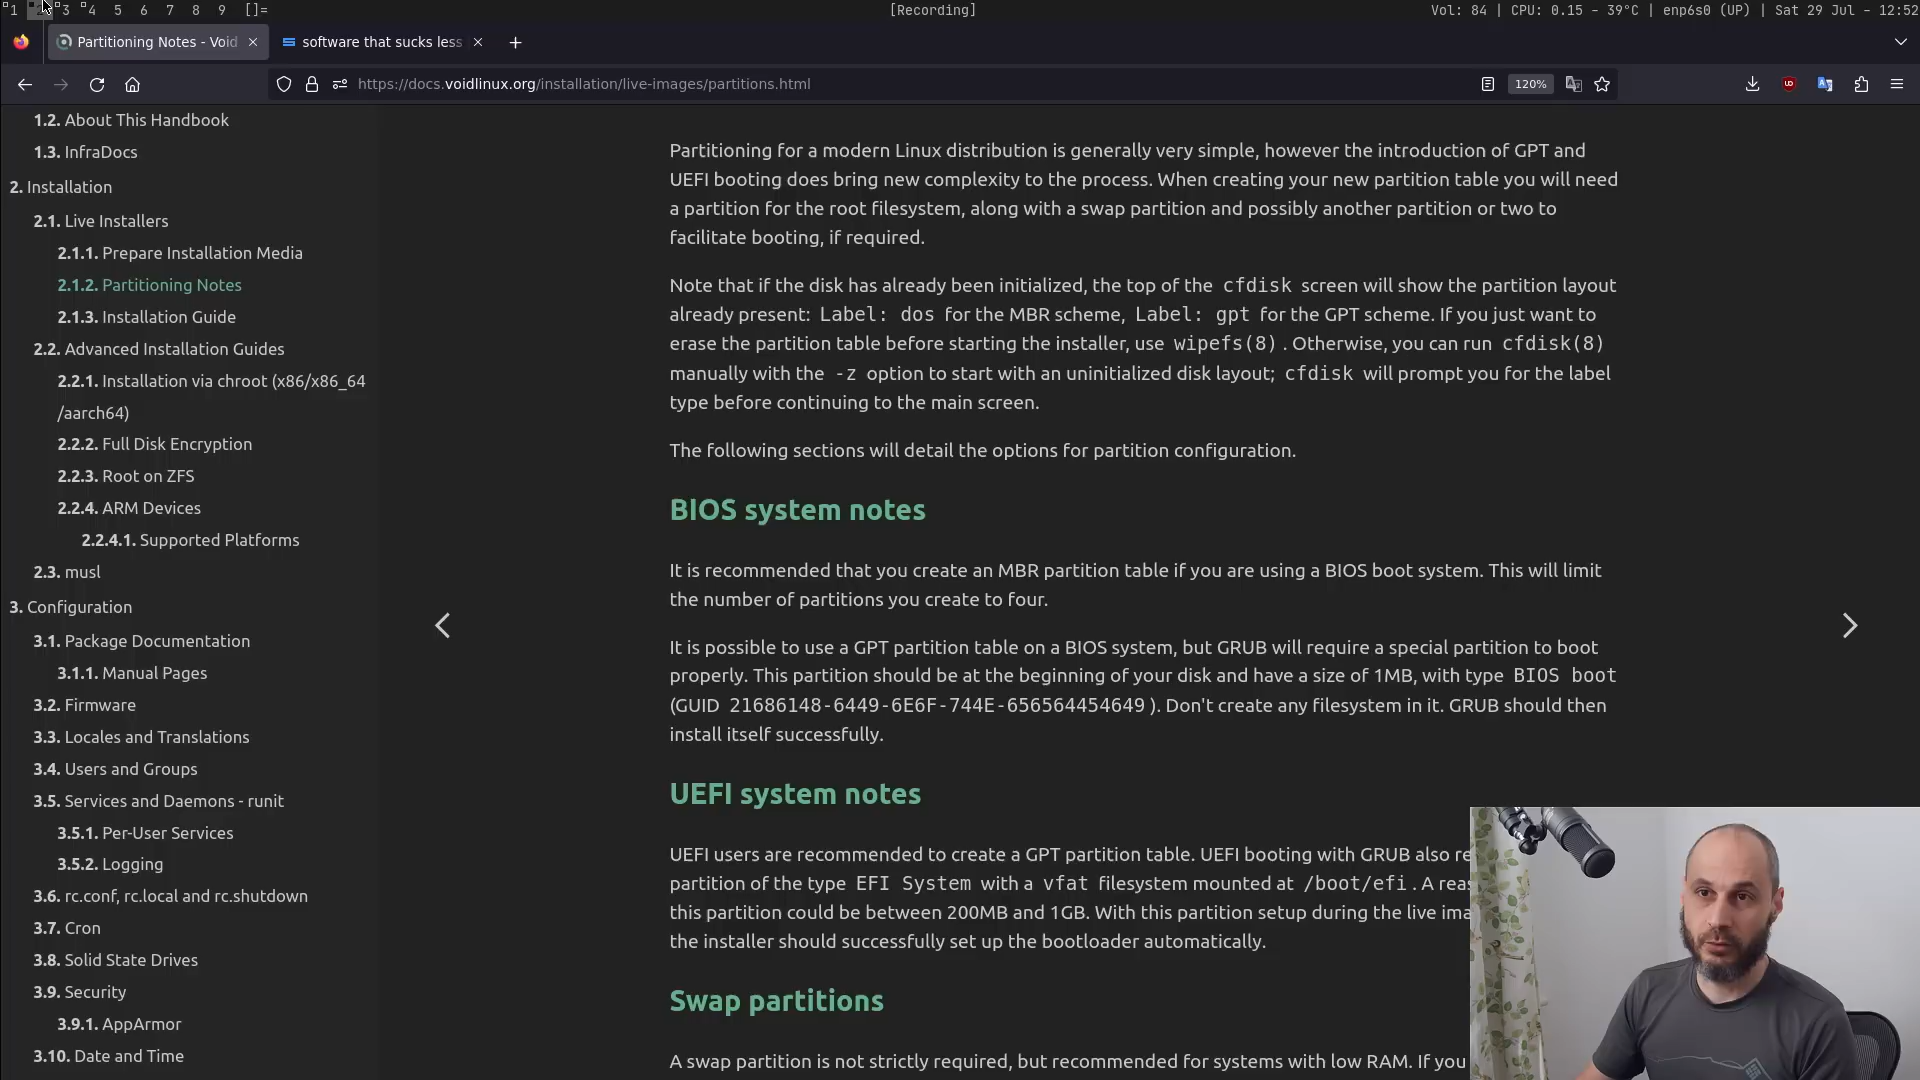 1 2 3 4 5 6 7 8 9 []= [Recording] Vol: 84 | CPU: 0.15 - 39°C | enp6s0 (UP) | Sat 29 Jul - 12:52
Partitioning Notes - Void software that sucks less
https://docs.voidlinux.org/installation/live-images/partitions.html 120%
1.2. About This Handbook
1.3. InfraDocs
2. Installation
2.1. Live Installers
2.1.1. Prepare Installation Media
2.1.2. Partitioning Notes
2.1.3. Installation Guide
2.2. Advanced Installation Guides
2.2.1. Installation via chroot (x86/x86_64
/aarch64)
2.2.2. Full Disk Encryption
2.2.3. Root on ZFS
2.2.4. ARM Devices
2.2.4.1. Supported Platforms
2.3. musl
3. Configuration
3.1. Package Documentation
3.1.1. Manual Pages
3.2. Firmware
3.3. Locales and Translations
3.4. Users and Groups
3.5. Services and Daemons - runit
3.5.1. Per-User Services
3.5.2. Logging
3.6. rc.conf, rc.local and rc.shutdown
3.7. Cron
3.8. Solid State Drives
3.9. Security
3.9.1. AppArmor
3.10. Date and Time
Partitioning for a modern Linux distribution is generally very simple, however the introduction of GPT and
UEFI booting does bring new complexity to the process. When creating your new partition table you will need
a partition for the root filesystem, along with a swap partition and possibly another partition or two to
facilitate booting, if required.
Note that if the disk has already been initialized, the top of the cfdisk screen will show the partition layout
already present: Label: dos for the MBR scheme, Label: gpt for the GPT scheme. If you just want to
erase the partition table before starting the installer, use wipefs(8). Otherwise, you can run cfdisk(8)
manually with the -z option to start with an uninitialized disk layout; cfdisk will prompt you for the label
type before continuing to the main screen.
The following sections will detail the options for partition configuration.
BIOS system notes
It is recommended that you create an MBR partition table if you are using a BIOS boot system. This will limit
the number of partitions you create to four.
It is possible to use a GPT partition table on a BIOS system, but GRUB will require a special partition to boot
properly. This partition should be at the beginning of your disk and have a size of 1MB, with type BIOS boot
(GUID 21686148-6449-6E6F-744E-656564454649). Don't create any filesystem in it. GRUB should then
install itself successfully.
UEFI system notes
UEFI users are recommended to create a GPT partition table. UEFI booting with GRUB also re
partition of the type EFI System with a vfat filesystem mounted at /boot/efi. A reas
this partition could be between 200MB and 1GB. With this partition setup during the live ima
the installer should successfully set up the bootloader automatically.
Swap partitions
A swap partition is not strictly required, but recommended for systems with low RAM. If you